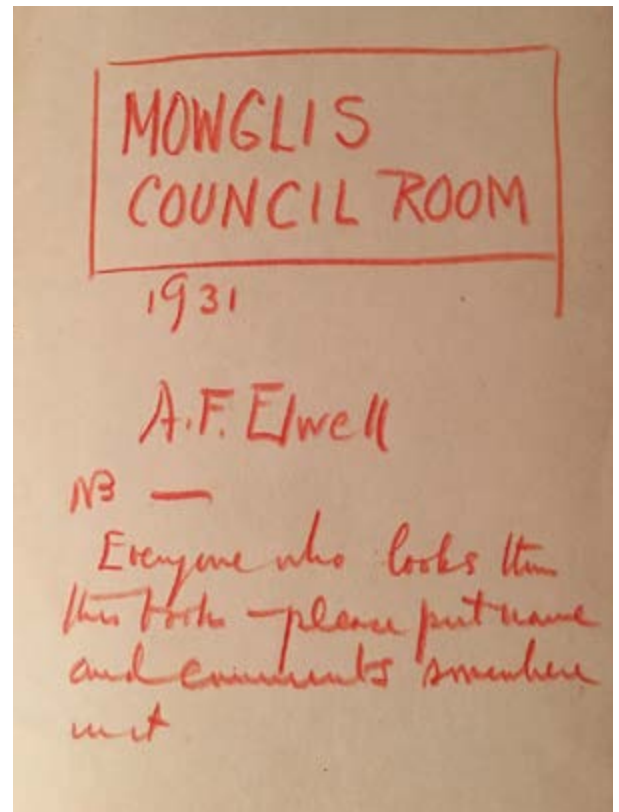 MOWGLIS
COUNCIL ROOM
1931
A.F. Elwell
NB —
Everyone who looks thru
this book – please put name
and comments somewhere
in it